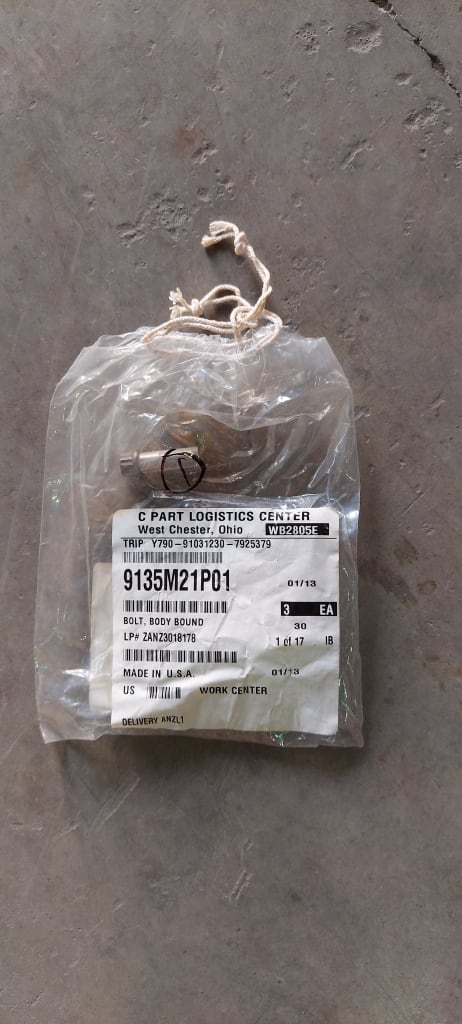 C PART LOGISTICS CENTER
West Chester, Ohio WB2805E
TRIP Y790-91031230-7925379
9135M21P01 01/13
3 EA
BOLT, BODY BOUND 30
LP# ZANZ3018178 1 of 17 IB
MADE IN U.S.A. 01/13
US WORK CENTER
DELIVERY ANZL1